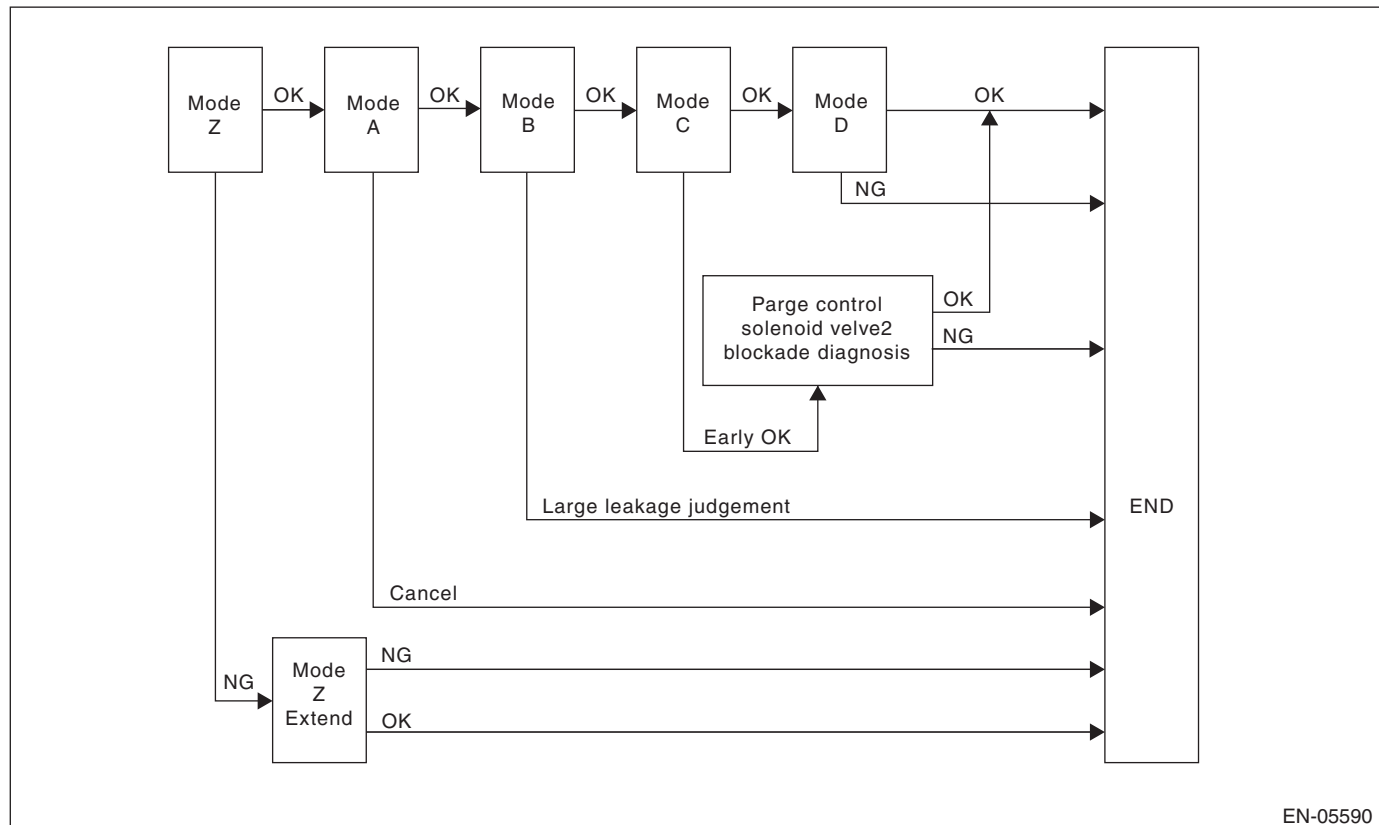 Mode
Z
OK
Mode
A
OK
Mode
B
OK
Mode
C
OK
Mode
D
OK
NG
Parge control
solenoid velve2
blockade diagnosis
OK
NG
Early OK
Large leakage judgement
END
Cancel
NG
Mode
Z
Extend
NG
OK
EN-05590